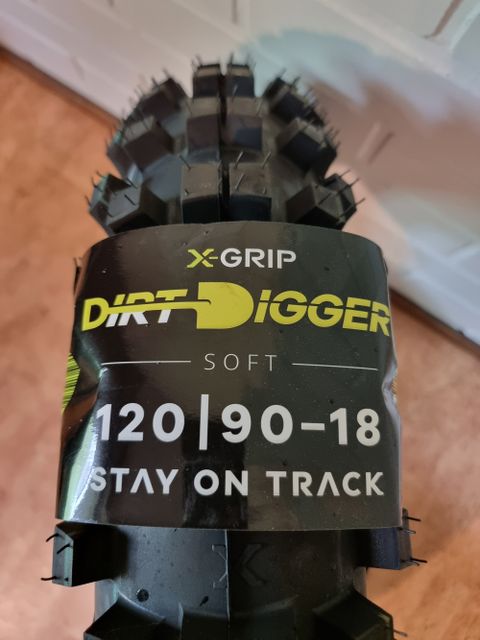 X-GRIP
DIRT DIGGER
SOFT
120|90-18
STAY ON TRACK
X